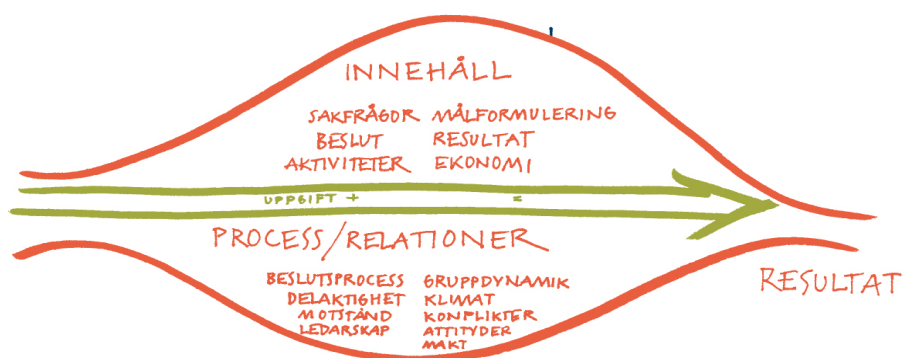 INNEHÅLL
SAKFRÅGOR MÅLFORMULERING
BESLUT RESULTAT
AKTIVITETER EKONOMI
UPPGIFT + =
PROCESS/RELATIONER
BESLUTSPROCESS GRUPPDYNAMIK
DELAKTIGHET KLIMAT
MOTSTÅND KONFLIKTER
LEDARSKAP ATTITYDER
MAKT
RESULTAT